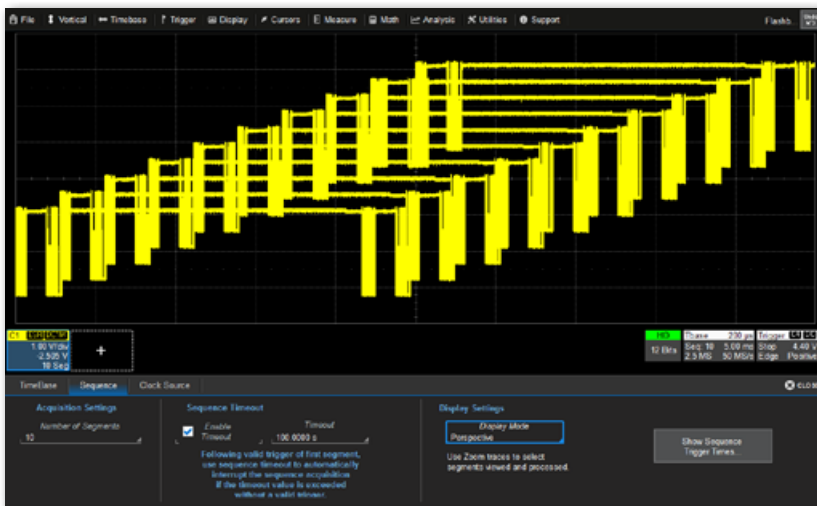 File Vertical Timebase Trigger Display Cursors Measure Math Analysis Utilities Support
C1
1.00 V/div
-2.505 V
10 Seg
+
HD
12 Bits
Tbase 200 µs
Seq: 10 5.00 ms
2.5 MS 50 MS/s
Trigger
Stop 4.40 V
Edge Positive
TimeBase Sequence Clock Source
Acquisition Settings
Number of Segments
10
Sequence Timeout
Enable
Timeout
Timeout
100.0000 s
Following valid trigger of first segment,
use sequence timeout to automatically
interrupt the sequence acquisition
if the timeout value is exceeded
without a valid trigger.
Display Settings
Display Mode
Perspective
Use Zoom traces to select
segments viewed and processed.
Show Sequence
Trigger Times...